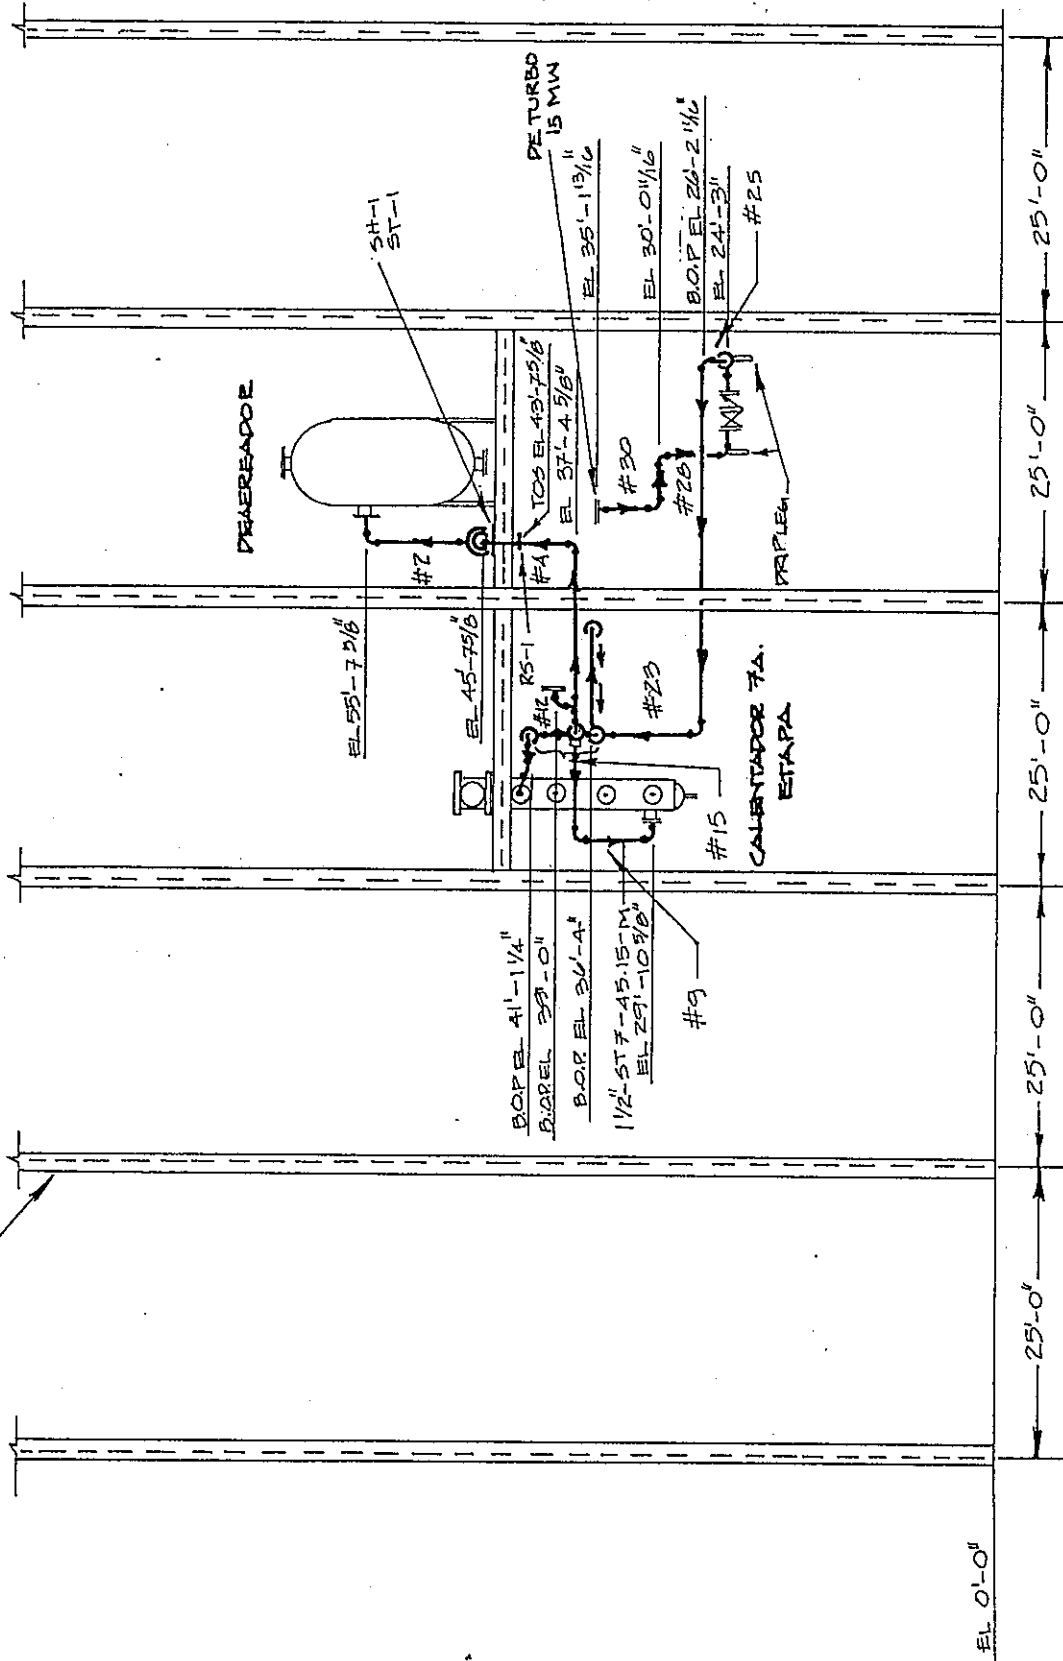 DEAEREADOR
SH-1
ST-1
DE TURBO
15 MW
EL 55'-7 5/8"
#2
EL 45'-7 5/8"
RS-1
#4
TOS EL 43'-7 5/8"
EL 37'-4 5/8"
EL 35'-1 13/16"
#30
EL 30'-0 11/16"
#28
B.O.P EL 26'-2 11/16"
EL 24'-3"
#25
DRIPLEG
#12
#23
#15
CALENTADOR 7A.
ETAPA
B.O.P EL 41'-1 1/4"
B.O.P. EL 39'-0"
B.O.P. EL 36'-4"
1 1/2"-ST7-45.15-M
EL 29'-10 5/8"
#9
EL 0'-0"
25'-0"
25'-0"
25'-0"
25'-0"
25'-0"